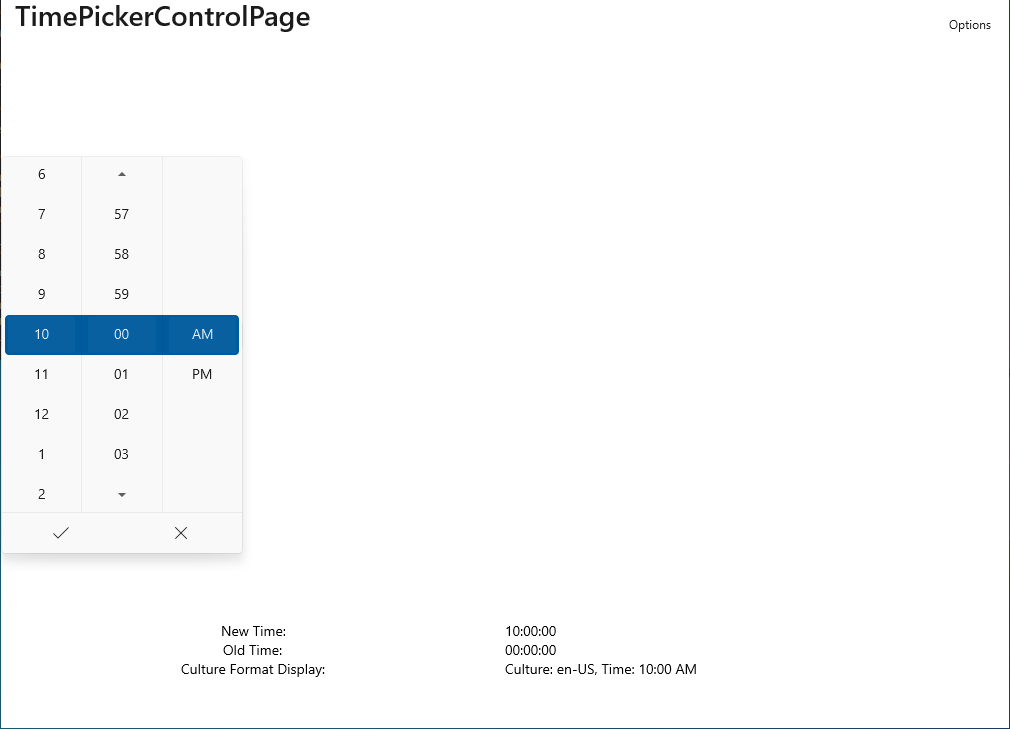 TimePickerControlPage
Options
6
7 57
8 58
9 59
10 00 AM
11 01 PM
12 02
1 03
2
New Time: 10:00:00
Old Time: 00:00:00
Culture Format Display: Culture: en-US, Time: 10:00 AM